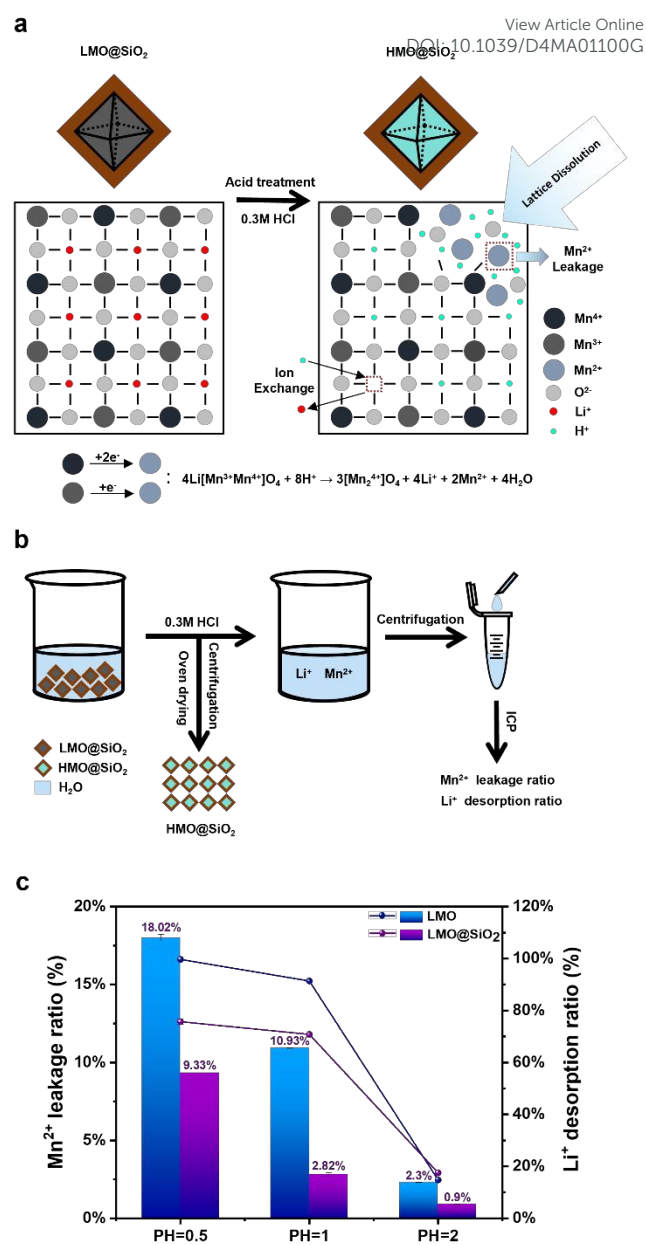 a
View Article Online
DOI: 10.1039/D4MA01100G
LMO@SiO₂
HMO@SiO₂
Acid treatment
0.3M HCl
Lattice Dissolution
Mn²⁺
Leakage
Ion
Exchange
Mn⁴⁺
Mn³⁺
Mn²⁺
O²⁻
Li⁺
H⁺
+2e⁻
+e⁻
: 4Li[Mn³⁺Mn⁴⁺]O₄ + 8H⁺ → 3[Mn₂⁴⁺]O₄ + 4Li⁺ + 2Mn²⁺ + 4H₂O
b
0.3M HCl
Centrifugation
Oven drying
Li⁺ Mn²⁺
Centrifugation
ICP
LMO@SiO₂
HMO@SiO₂
H₂O
HMO@SiO₂
Mn²⁺ leakage ratio
Li⁺ desorption ratio
c
Mn²⁺ leakage ratio (%)
20%
15%
10%
5%
0%
18.02%
9.33%
10.93%
2.82%
2.3%
0.9%
LMO
LMO@SiO₂
120%
100%
80%
60%
40%
20%
0%
Li⁺ desorption ratio (%)
PH=0.5
PH=1
PH=2